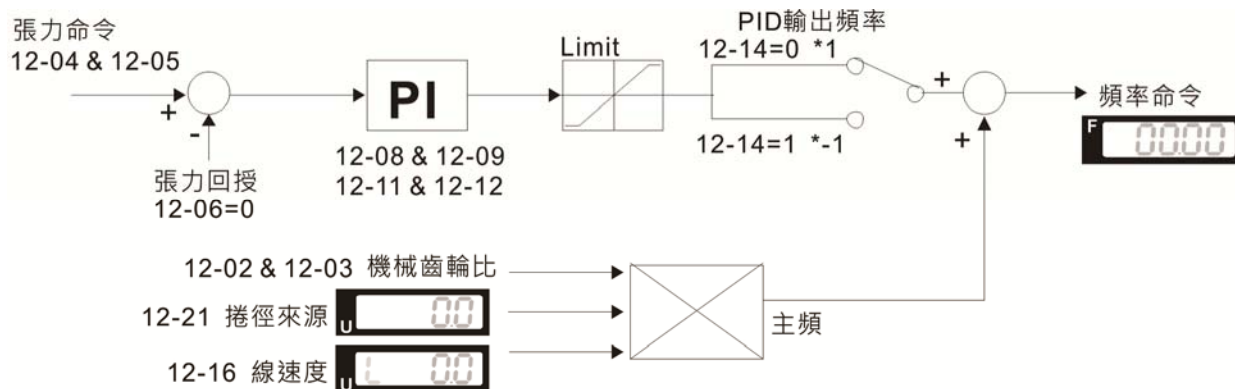 張力命令
12-04 & 12-05
+
-
張力回授
12-06=0
PI
12-08 & 12-09
12-11 & 12-12
Limit
PID輸出頻率
12-14=0 *1
12-14=1 *-1
+
+
頻率命令
F 00.00
12-02 & 12-03 機械齒輪比
12-21 捲徑來源
U 0.0
12-16 線速度
U L 0.0
主頻